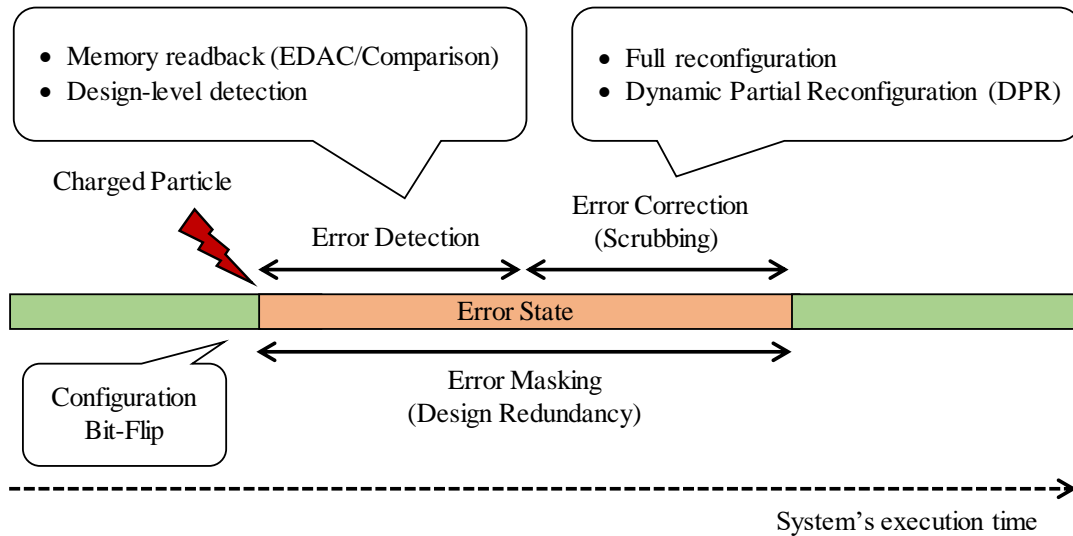 • Memory readback (EDAC/Comparison)
• Design-level detection
• Full reconfiguration
• Dynamic Partial Reconfiguration (DPR)
Charged Particle
Error Detection
Error Correction
(Scrubbing)
Error State
Configuration
Bit-Flip
Error Masking
(Design Redundancy)
System’s execution time